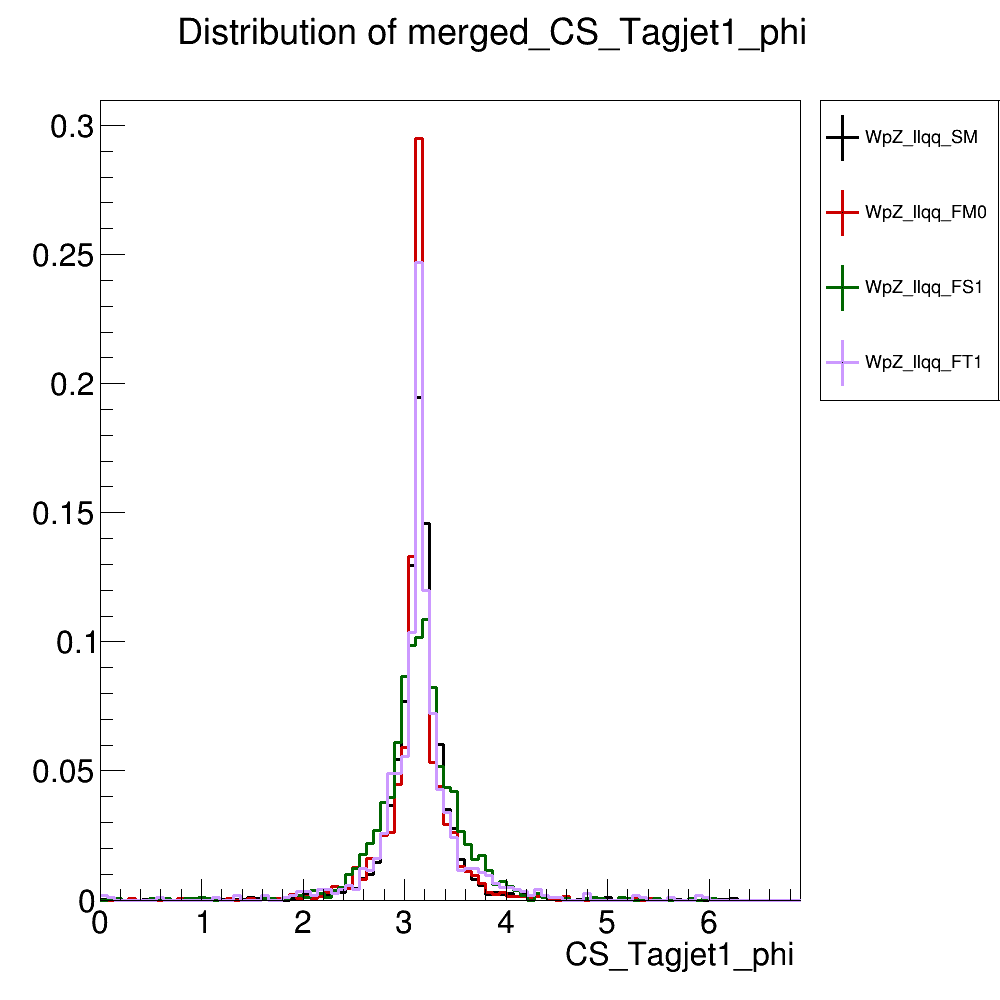 Distribution of merged_CS_Tagjet1_phi
0.3
0.25
0.2
0.15
0.1
0.05
0
0 1 2 3 4 5 6
CS_Tagjet1_phi
WpZ_llqq_SM
WpZ_llqq_FM0
WpZ_llqq_FS1
WpZ_llqq_FT1